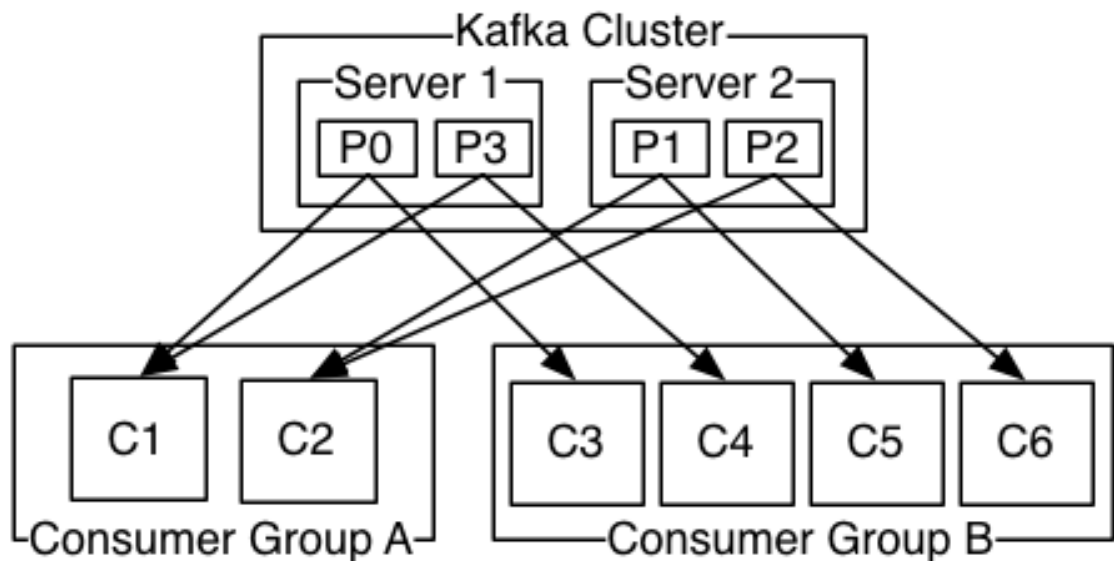 Kafka Cluster
Server 1
Server 2
P0
P3
P1
P2
C1
C2
C3
C4
C5
C6
Consumer Group A
Consumer Group B